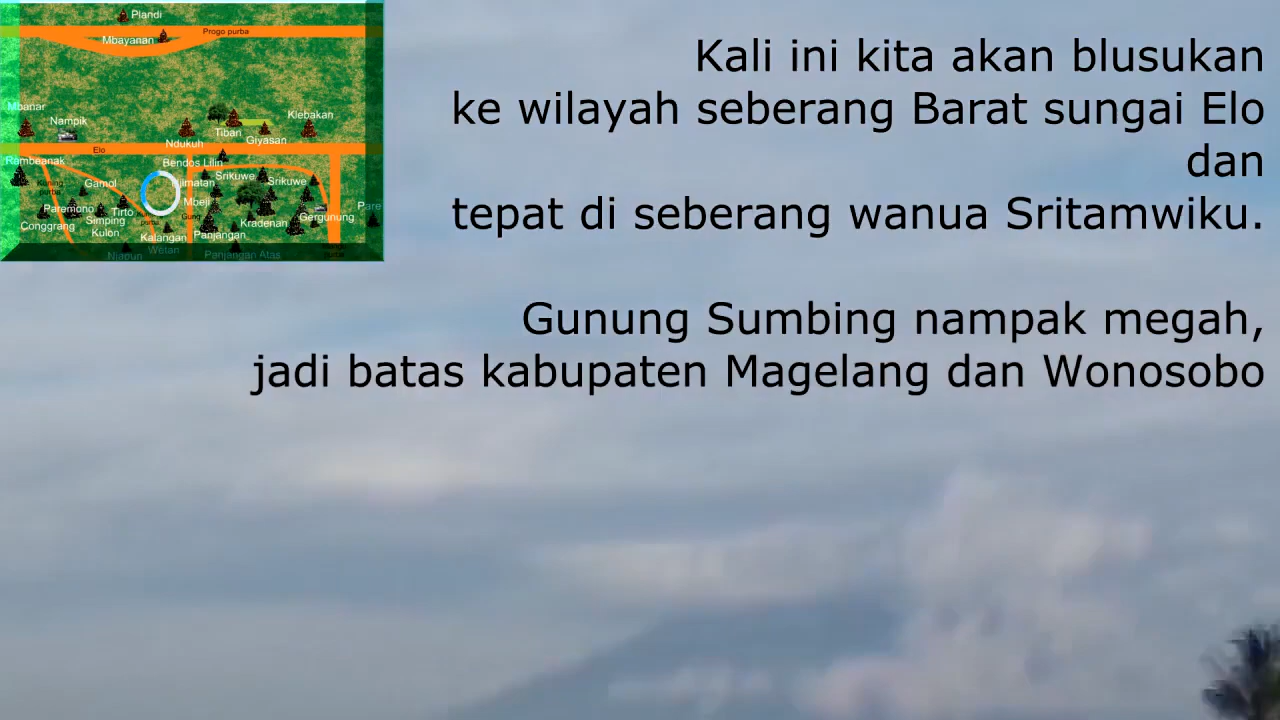 Plandi
Progo purba
Mbayanan
Mbanar
Nampik
Klebakan
Tiban
Giyasan
Ndukuh
Elo
Rambeanak
Bendos Lilin
Srikuwe
Srikuwe
Gamol
Mbeji
Paremono
Tirto
Simping
Kulon
Conggrang
Kradenan
Gergunung
Pare
Kalangan
Panjangan
Wetan
Panjangan Atas
Kali ini kita akan blusukan
ke wilayah seberang Barat sungai Elo
dan
tepat di seberang wanua Sritamwiku.
Gunung Sumbing nampak megah,
jadi batas kabupaten Magelang dan Wonosobo